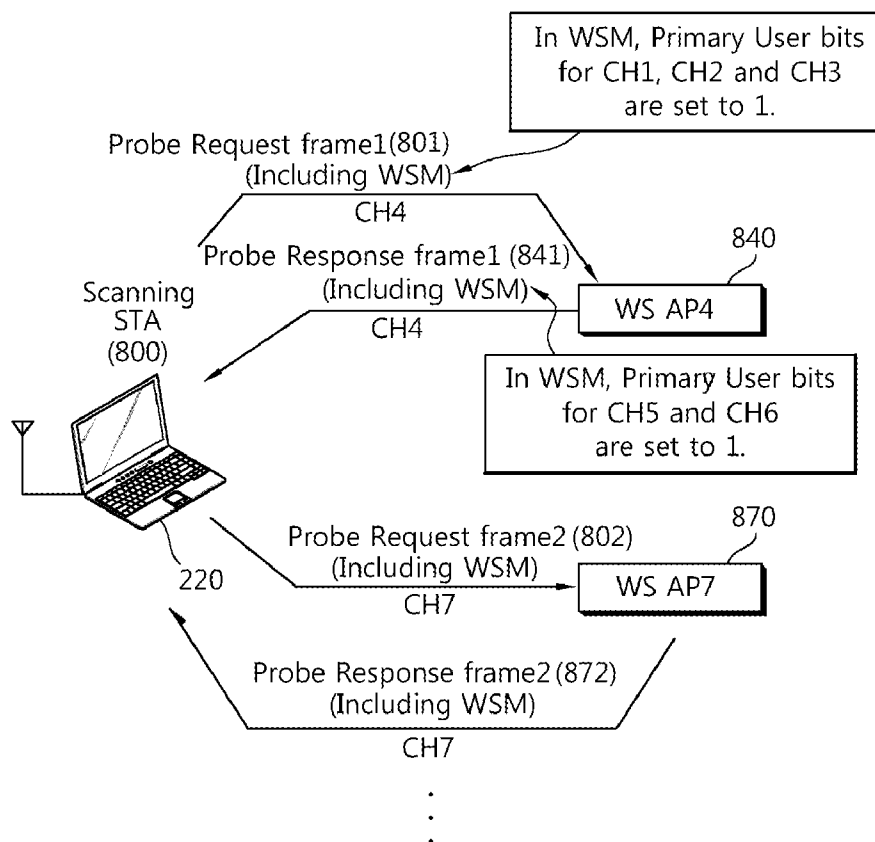 In WSM, Primary User bits
for CH1, CH2 and CH3
are set to 1.
Probe Request frame1(801)
(Including WSM)
CH4
Probe Response frame1 (841)
(Including WSM)
CH4
840
WS AP4
Scanning
STA
(800)
In WSM, Primary User bits
for CH5 and CH6
are set to 1.
220
Probe Request frame2 (802)
(Including WSM)
CH7
870
WS AP7
Probe Response frame2 (872)
(Including WSM)
CH7